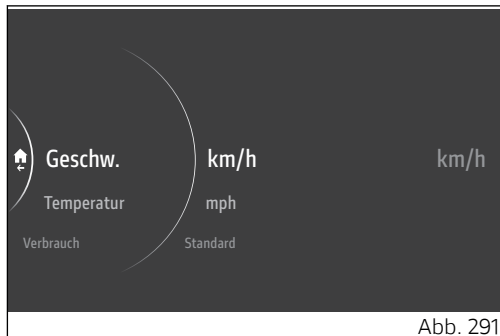 Geschw. km/h km/h
Temperatur mph
Verbrauch Standard
Abb. 291